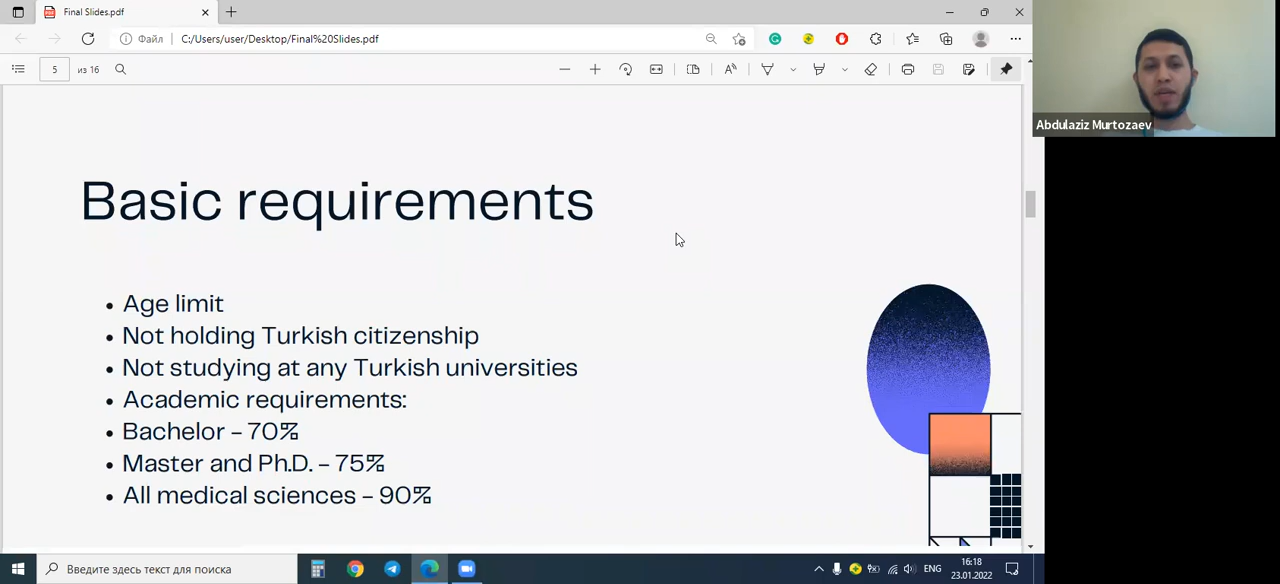 Final Slides.pdf
Файл
C:/Users/user/Desktop/Final%20Slides.pdf
5
из 16
Abdulaziz Murtozaev
Basic requirements
• Age limit
• Not holding Turkish citizenship
• Not studying at any Turkish universities
• Academic requirements:
• Bachelor - 70%
• Master and Ph.D. - 75%
• All medical sciences - 90%
Введите здесь текст для поиска
ENG
16:18
23.01.2022